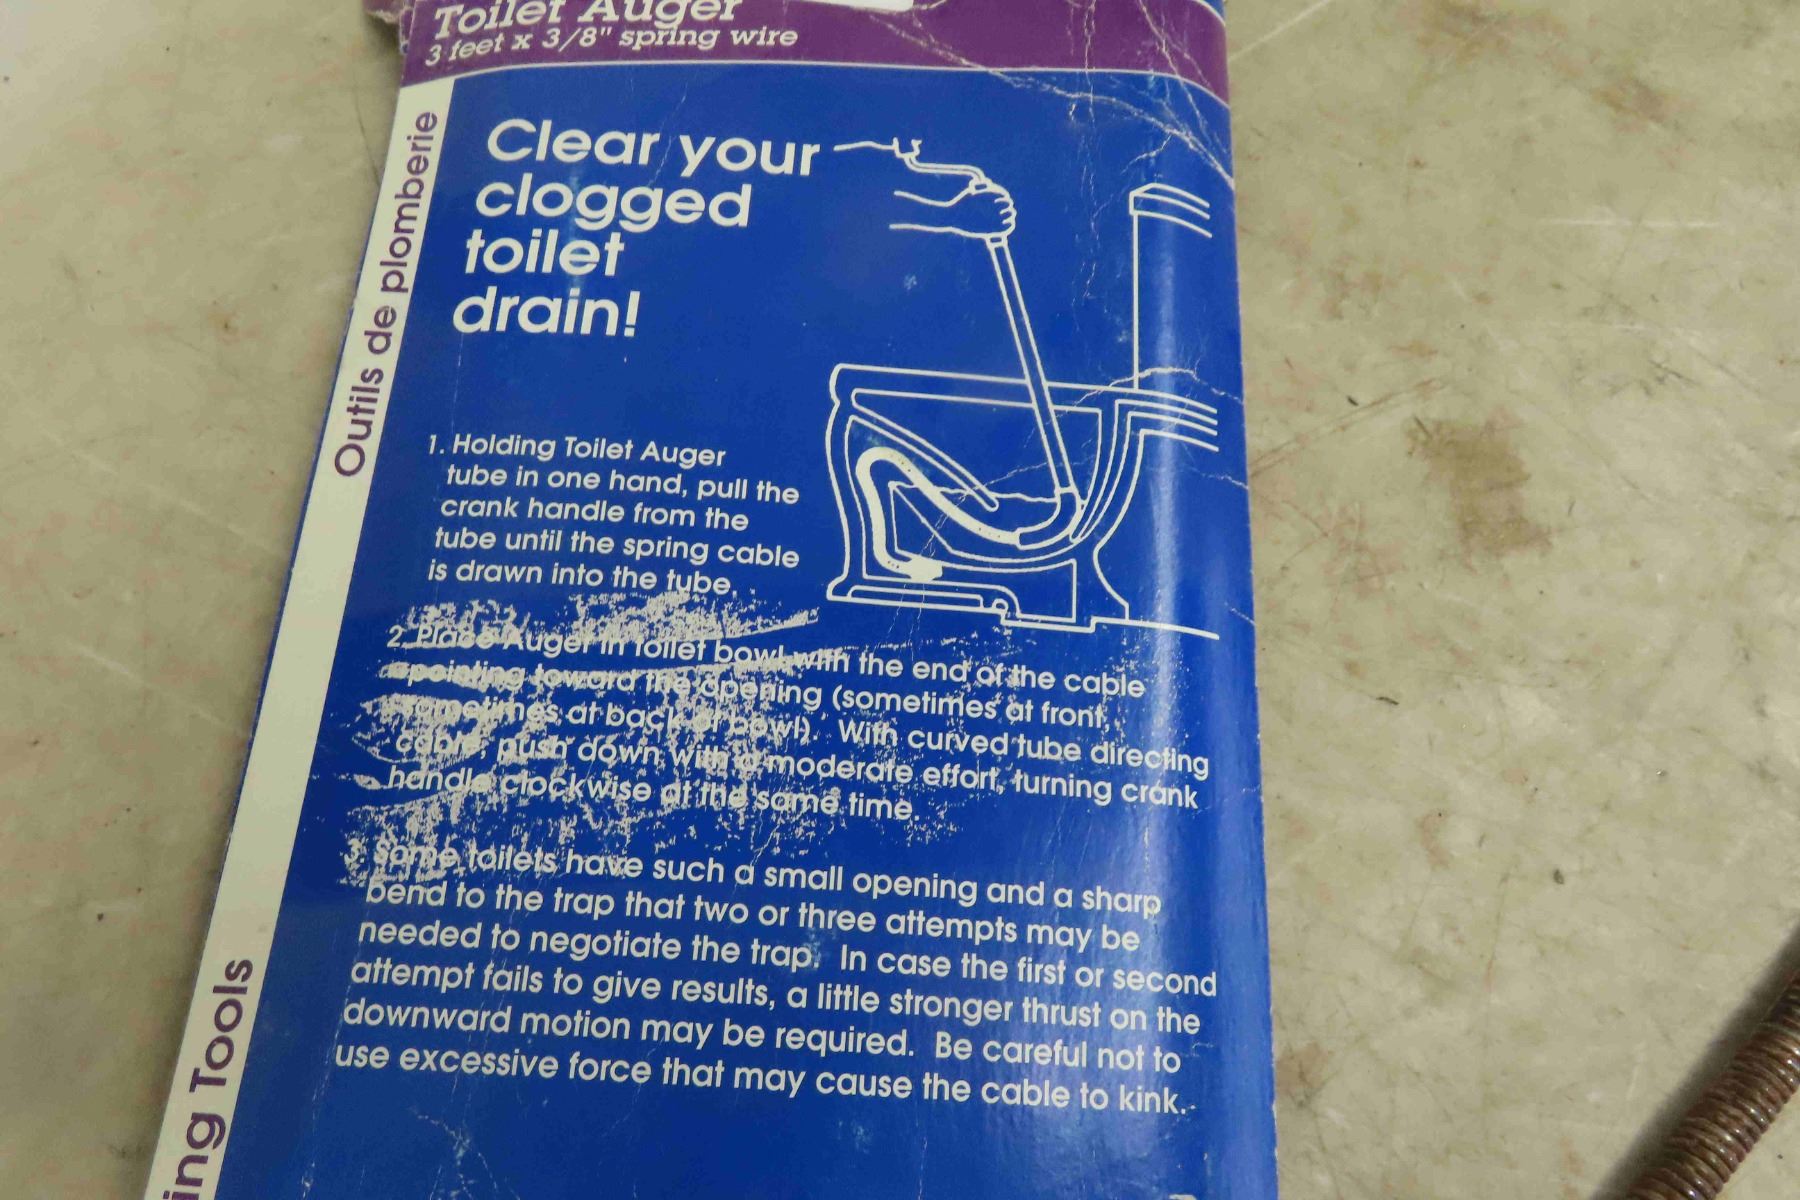 Toilet Auger
3 feet x 3/8" spring wire
Outils de plomberie
ing Tools
Clear your
clogged
toilet
drain!
1. Holding Toilet Auger
tube in one hand, pull the
crank handle from the
tube until the spring cable
is drawn into the tube.
2. Place Auger in toilet bowl with the end of the cable
pointing toward the opening (sometimes at front,
sometimes at back of bowl). With curved tube directing
cable, push down with a moderate effort, turning crank
handle clockwise at the same time.
3. Some toilets have such a small opening and a sharp
bend to the trap that two or three attempts may be
needed to negotiate the trap. In case the first or second
attempt fails to give results, a little stronger thrust on the
downward motion may be required. Be careful not to
use excessive force that may cause the cable to kink.